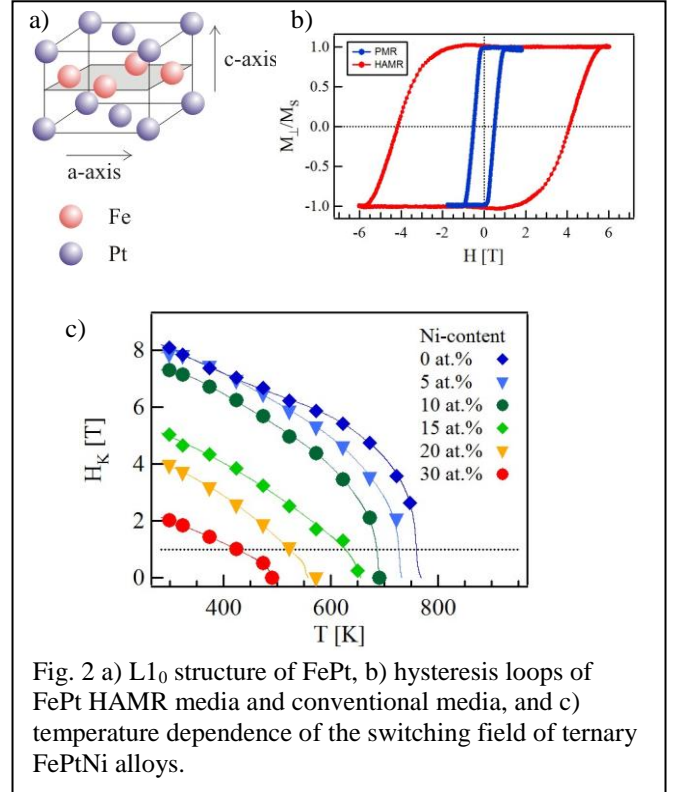 a)
c-axis
a-axis
Fe
Pt
b)
PMR
HAMR
M⊥/MS
1.0
0.5
0.0
-0.5
-1.0
-6 -4 -2 0 2 4 6
H [T]
c)
HK [T]
8
6
4
2
0
400 600 800
T [K]
Ni-content
0 at.%
5 at.%
10 at.%
15 at.%
20 at.%
30 at.%
Fig. 2 a) L1₀ structure of FePt, b) hysteresis loops of
FePt HAMR media and conventional media, and c)
temperature dependence of the switching field of ternary
FePtNi alloys.